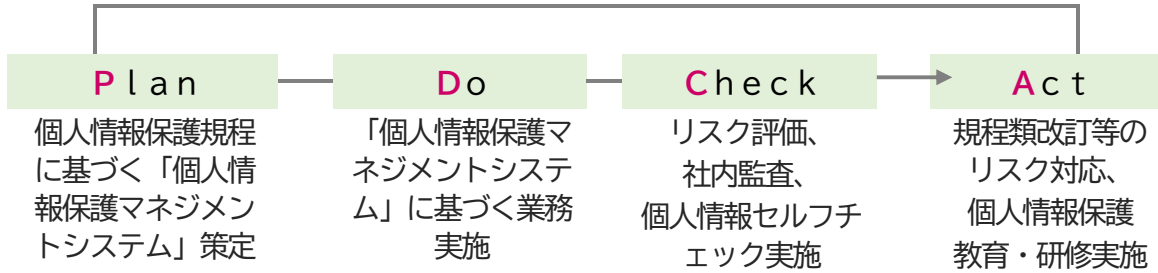 Plan
個人情報保護規程
に基づく「個人情
報保護マネジメン
トシステム」策定
Do
「個人情報保護マ
ネジメントシステ
ム」に基づく業務
実施
Check
リスク評価、
社内監査、
個人情報セルフチ
ェック実施
Act
規程類改訂等の
リスク対応、
個人情報保護
教育・研修実施